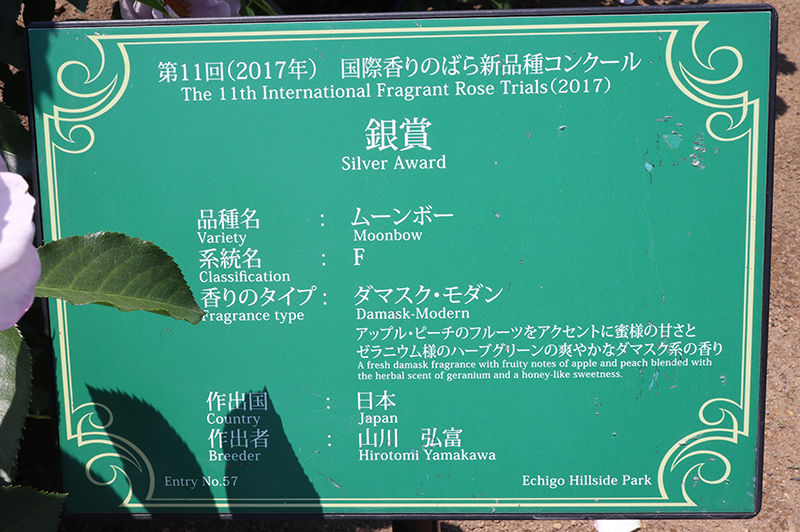 第11回(2017年) 国際香りのばら新品種コンクール
The 11th International Fragrant Rose Trials(2017)
銀賞
Silver Award
品種名 : ムーンボー
Variety Moonbow
系統名 : F
Classification
香りのタイプ : ダマスク・モダン
Fragrance type Damask-Modern
アップル・ピーチのフルーツをアクセントに蜜様の甘さと
ゼラニウム様のハーブグリーンの爽やかなダマスク系の香り
A fresh damask fragrance with fruity notes of apple and peach blended with
the herbal scent of geranium and a honey-like sweetness.
作出国 : 日本
Country Japan
作出者 : 山川 弘富
Breeder Hirotomi Yamakawa
Entry No.57 Echigo Hillside Park